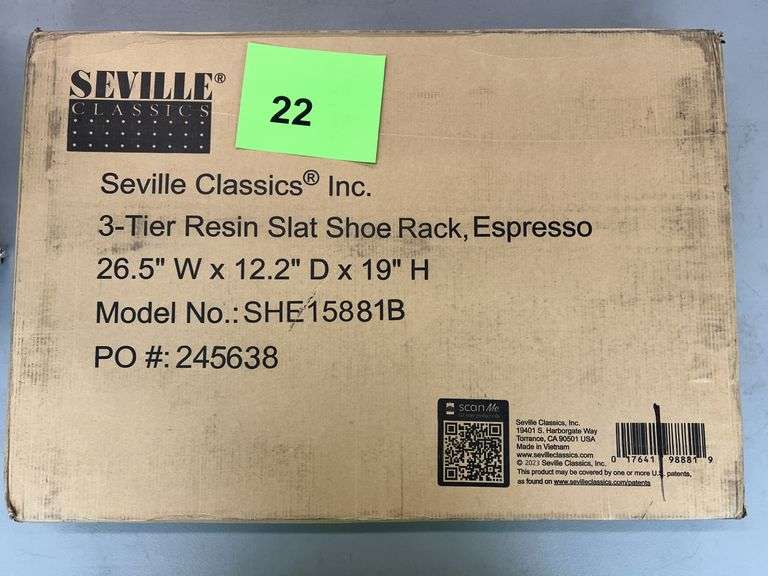 SEVILLE®
CLASSICS
22
Seville Classics® Inc.
3-Tier Resin Slat Shoe Rack, Espresso
26.5" W x 12.2" D x 19" H
Model No.: SHE15881B
PO #: 245638
scan Me
Seville Classics, Inc.
19401 S. Harborgate Way
Torrance, CA 90501 USA
Made in Vietnam
www.sevilleclassics.com
© 2023 Seville Classics, Inc.
This product may be covered by one or more U.S. patents,
as found on www.sevilleclassics.com/patents
0 17641 98881 9